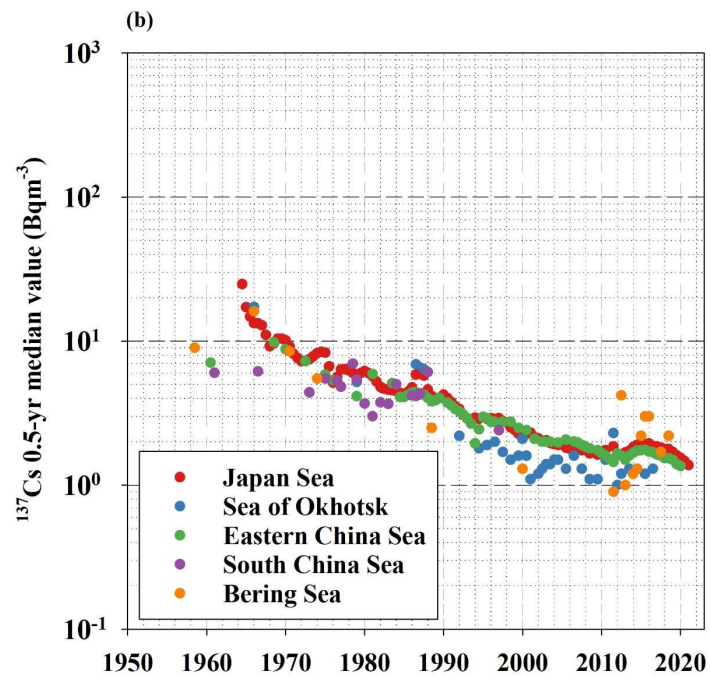 (b)
10³
10²
10¹
10⁰
10⁻¹
¹³⁷Cs 0.5-yr median value (Bqm⁻³)
Japan Sea
Sea of Okhotsk
Eastern China Sea
South China Sea
Bering Sea
1950 1960 1970 1980 1990 2000 2010 2020